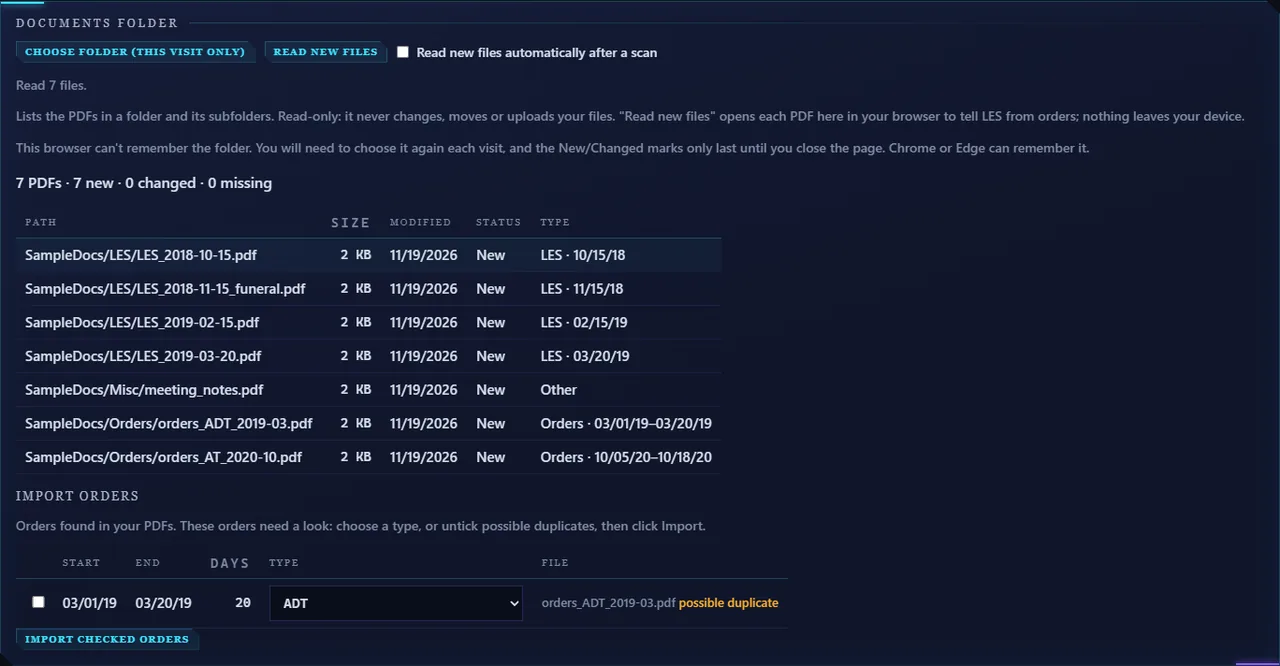 DOCUMENTS FOLDER
CHOOSE FOLDER (THIS VISIT ONLY) READ NEW FILES Read new files automatically after a scan
Read 7 files.
Lists the PDFs in a folder and its subfolders. Read-only: it never changes, moves or uploads your files. "Read new files" opens each PDF here in your browser to tell LES from orders; nothing leaves your device.
This browser can't remember the folder. You will need to choose it again each visit, and the New/Changed marks only last until you close the page. Chrome or Edge can remember it.
7 PDFs · 7 new · 0 changed · 0 missing
PATH SIZE MODIFIED STATUS TYPE
SampleDocs/LES/LES_2018-10-15.pdf 2 KB 11/19/2026 New LES · 10/15/18
SampleDocs/LES/LES_2018-11-15_funeral.pdf 2 KB 11/19/2026 New LES · 11/15/18
SampleDocs/LES/LES_2019-02-15.pdf 2 KB 11/19/2026 New LES · 02/15/19
SampleDocs/LES/LES_2019-03-20.pdf 2 KB 11/19/2026 New LES · 03/20/19
SampleDocs/Misc/meeting_notes.pdf 2 KB 11/19/2026 New Other
SampleDocs/Orders/orders_ADT_2019-03.pdf 2 KB 11/19/2026 New Orders · 03/01/19–03/20/19
SampleDocs/Orders/orders_AT_2020-10.pdf 2 KB 11/19/2026 New Orders · 10/05/20–10/18/20
IMPORT ORDERS
Orders found in your PDFs. These orders need a look: choose a type, or untick possible duplicates, then click Import.
START END DAYS TYPE FILE
03/01/19 03/20/19 20 ADT orders_ADT_2019-03.pdf possible duplicate
IMPORT CHECKED ORDERS